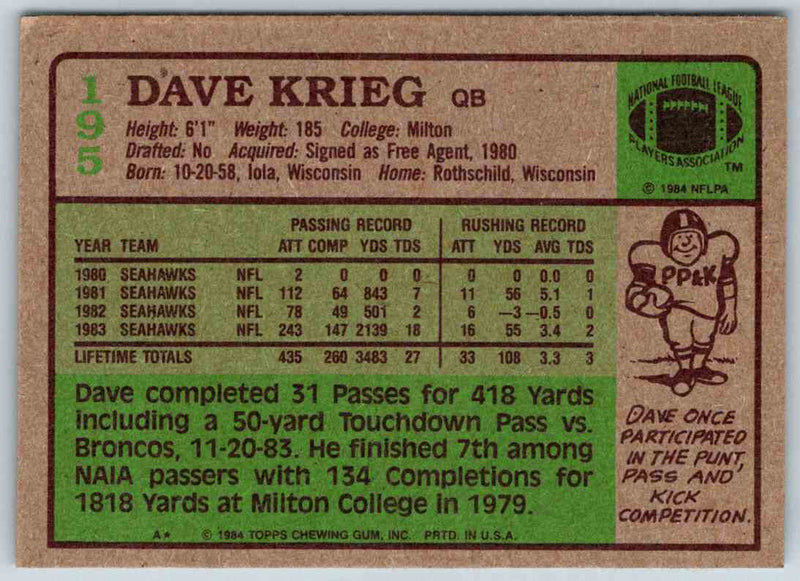 195
DAVE KRIEG QB
Height: 6'1" Weight: 185 College: Milton
Drafted: No Acquired: Signed as Free Agent, 1980
Born: 10-20-58, Iola, Wisconsin Home: Rothschild, Wisconsin
NATIONAL FOOTBALL LEAGUE
PLAYERS ASSOCIATION
TM
© 1984 NFLPA
PASSING RECORD RUSHING RECORD
YEAR TEAM ATT COMP YDS TDS ATT YDS AVG TDS
1980 SEAHAWKS NFL 2 0 0 0 0 0 0.0 0
1981 SEAHAWKS NFL 112 64 843 7 11 56 5.1 1
1982 SEAHAWKS NFL 78 49 501 2 6 —3 —0.5 0
1983 SEAHAWKS NFL 243 147 2139 18 16 55 3.4 2
LIFETIME TOTALS 435 260 3483 27 33 108 3.3 3
PP&K
Dave completed 31 Passes for 418 Yards
including a 50-yard Touchdown Pass vs.
Broncos, 11-20-83. He finished 7th among
NAIA passers with 134 Completions for
1818 Yards at Milton College in 1979.
DAVE ONCE
PARTICIPATED
IN THE PUNT,
PASS AND
KICK
COMPETITION.
A* © 1984 TOPPS CHEWING GUM, INC. PRTD. IN U.S.A.